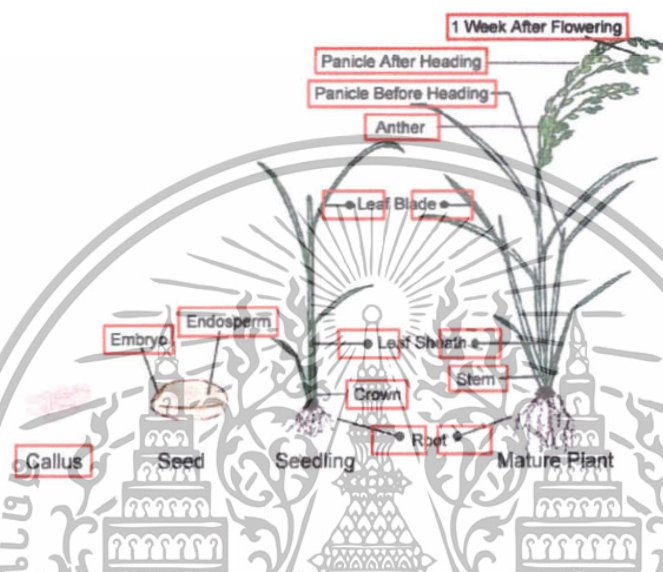 1 Week After Flowering
Panicle After Heading
Panicle Before Heading
Anther
Leaf Blade
Embryo
Endosperm
Leaf Sheath
Stem
Crown
Root
Callus
Seed
Seedling
Mature Plant